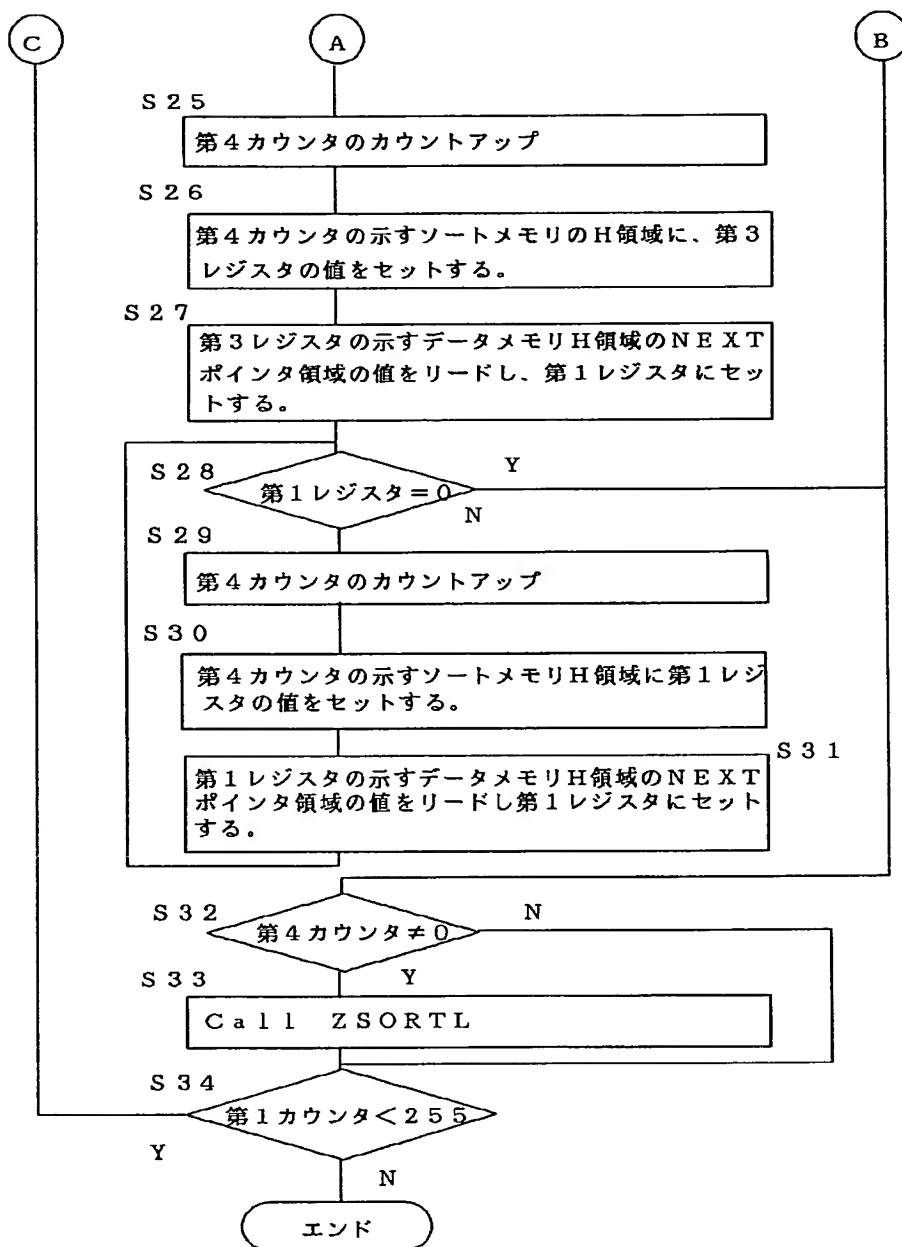 C
A
B
S25
第4カウンタのカウントアップ
S26
第4カウンタの示すソートメモリのH領域に、第3
レジスタの値をセットする。
S27
第3レジスタの示すデータメモリH領域のNEXT
ポインタ領域の値をリードし、第1レジスタにセッ
トする。
S28
Y
第1レジスタ=0
N
S29
第4カウンタのカウントアップ
S30
第4カウンタの示すソートメモリH領域に第1レジ
スタの値をセットする。
S31
第1レジスタの示すデータメモリH領域のNEXT
ポインタ領域の値をリードし第1レジスタにセット
する。
S32
N
第4カウンタ≠0
Y
S33
Call ZSORTL
S34
第1カウンタ<255
Y
N
エンド